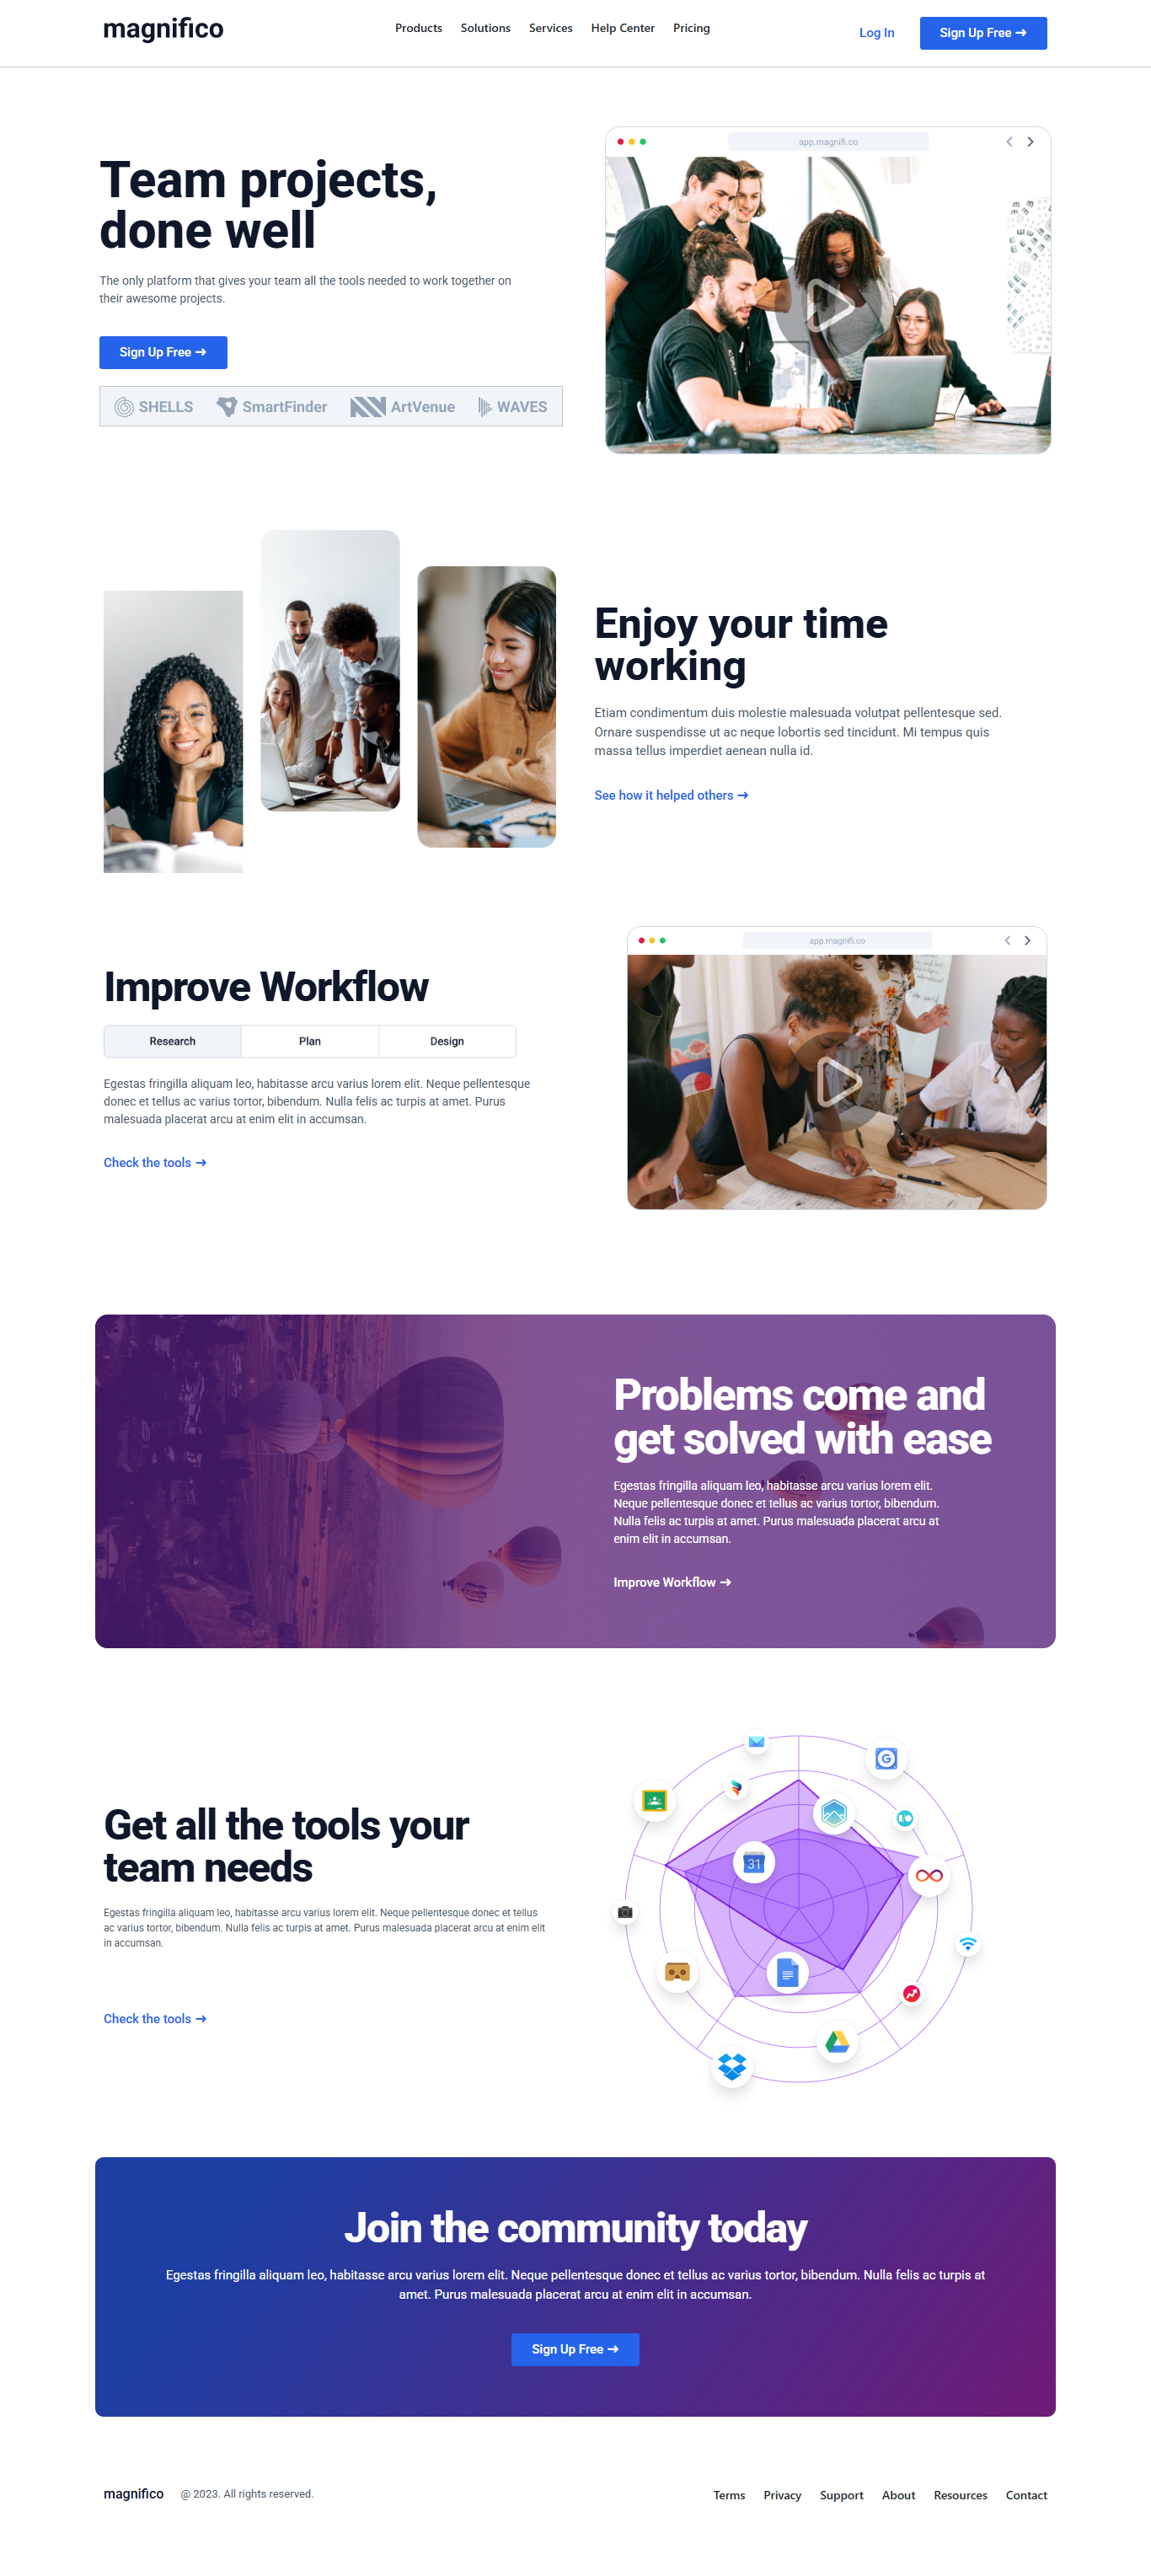 magnifico
Products Solutions Services Help Center Pricing
Log In
Sign Up Free →
Team projects,
done well
The only platform that gives your team all the tools needed to work together on
their awesome projects.
Sign Up Free →
SHELLS SmartFinder ArtVenue WAVES
app.magnifi.co
Enjoy your time
working
Etiam condimentum duis molestie malesuada volutpat pellentesque sed.
Ornare suspendisse ut ac neque lobortis sed tincidunt. Mi tempus quis
massa tellus imperdiet aenean nulla id.
See how it helped others →
Improve Workflow
Research Plan Design
Egestas fringilla aliquam leo, habitasse arcu varius lorem elit. Neque pellentesque
donec et tellus ac varius tortor, bibendum. Nulla felis ac turpis at amet. Purus
malesuada placerat arcu at enim elit in accumsan.
Check the tools →
app.magnifi.co
Problems come and
get solved with ease
Egestas fringilla aliquam leo, habitasse arcu varius lorem elit.
Neque pellentesque donec et tellus ac varius tortor, bibendum.
Nulla felis ac turpis at amet. Purus malesuada placerat arcu at
enim elit in accumsan.
Improve Workflow →
Get all the tools your
team needs
Egestas fringilla aliquam leo, habitasse arcu varius lorem elit. Neque pellentesque donec et tellus
ac varius tortor, bibendum. Nulla felis ac turpis at amet. Purus malesuada placerat arcu at enim elit
in accumsan.
Check the tools →
G
31
Join the community today
Egestas fringilla aliquam leo, habitasse arcu varius lorem elit. Neque pellentesque donec et tellus ac varius tortor, bibendum. Nulla felis ac turpis at
amet. Purus malesuada placerat arcu at enim elit in accumsan.
Sign Up Free →
magnifico @ 2023. All rights reserved.
Terms Privacy Support About Resources Contact